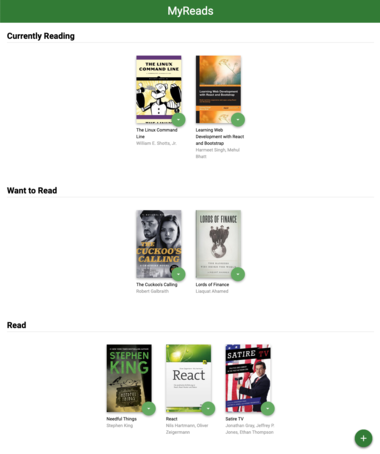 MyReads
Currently Reading
THE LINUX
COMMAND LINE
Learning Web Development
with React and Bootstrap
The Linux Command
Line
William E. Shotts, Jr.
Learning Web
Development with React
and Bootstrap
Harmeet Singh, Mehul
Bhatt
Want to Read
THE
CUCKOO'S
CALLING
LORDS OF
FINANCE
The Cuckoo's Calling
Robert Galbraith
Lords of Finance
Liaquat Ahamed
Read
STEPHEN
KING
NEEDFUL
THINGS
React
SATIRE TV
Needful Things
Stephen King
React
Nils Hartmann, Oliver
Zeigermann
Satire TV
Jonathan Gray, Jeffrey P.
Jones, Ethan Thompson